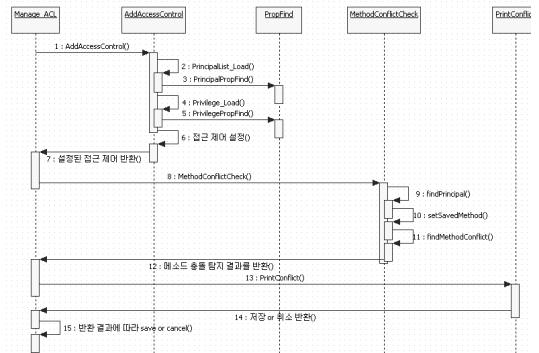 Manage_ACL
AddAccessControl
PropFind
MethodConflictCheck
PrintConflic
1 : AddAccessControl()
2 : PrincipalList_Load()
3 : PrincipalPropFind()
4 : Privilege_Load()
5 : PrivilegePropFind()
6 : 접근 제어 설정()
7 : 설정된 접근 제어 반환()
8 : MethodConflictCheck()
9 : findPrincipal()
10 : setSavedMethod()
11 : findMethodConflict()
12 : 메소드 충돌 탐지 결과를 반환()
13 : PrintConflict()
14 : 저장 or 취소 반환()
15 : 반환 결과에 따라 save or cancel()